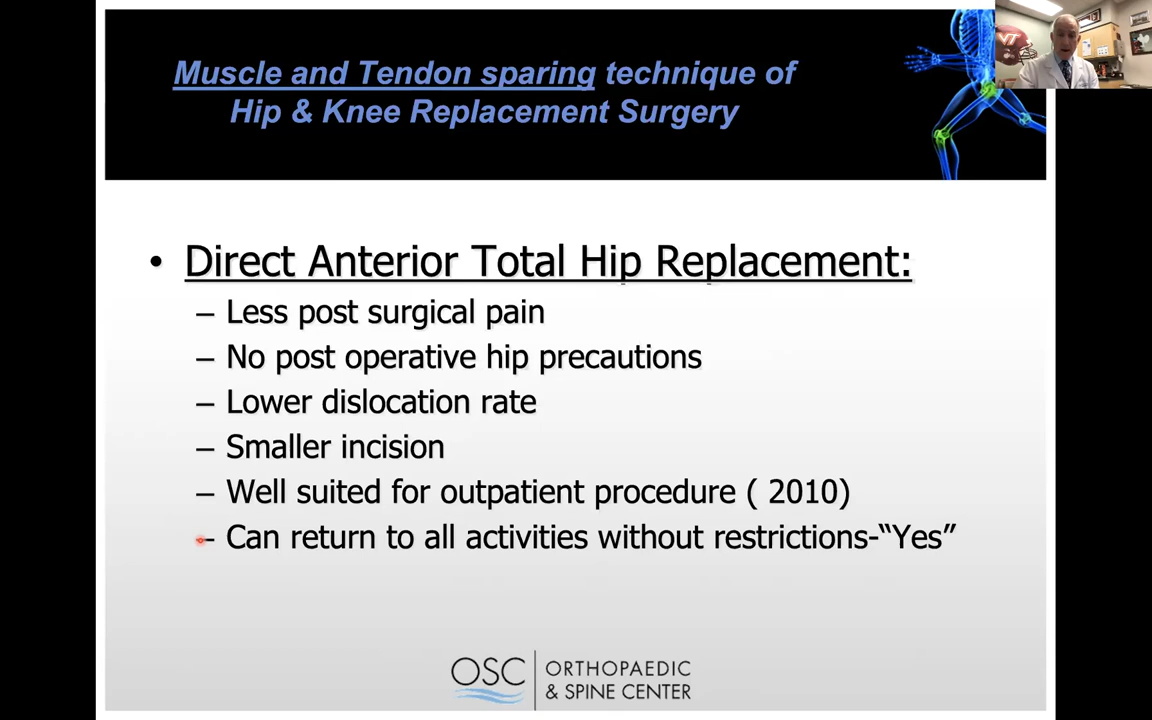 Muscle and Tendon sparing technique of
Hip & Knee Replacement Surgery
VT
• Direct Anterior Total Hip Replacement:
– Less post surgical pain
– No post operative hip precautions
– Lower dislocation rate
– Smaller incision
– Well suited for outpatient procedure ( 2010)
– Can return to all activities without restrictions-“Yes”
OSC ORTHOPAEDIC
& SPINE CENTER